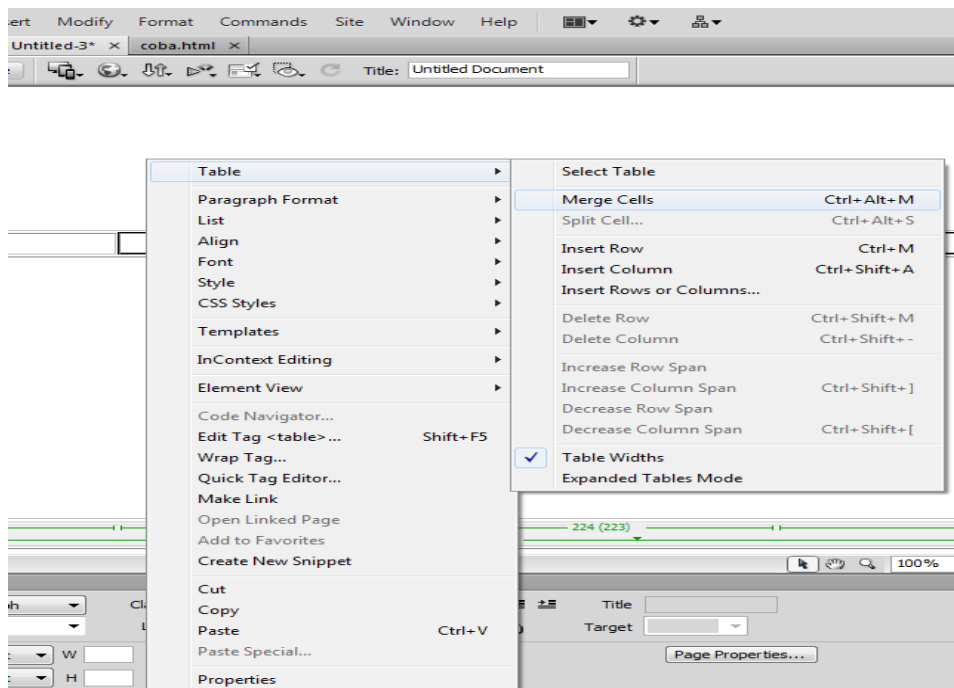 ert Modify Format Commands Site Window Help
Untitled-3* × coba.html ×
Title: Untitled Document
Table
Paragraph Format
List
Align
Font
Style
CSS Styles
Templates
InContext Editing
Element View
Code Navigator...
Edit Tag <table>... Shift+F5
Wrap Tag...
Quick Tag Editor...
Make Link
Open Linked Page
Add to Favorites
Create New Snippet
Cut
Copy
Paste Ctrl+V
Paste Special...
Properties
Select Table
Merge Cells Ctrl+Alt+M
Split Cell... Ctrl+Alt+S
Insert Row Ctrl+M
Insert Column Ctrl+Shift+A
Insert Rows or Columns...
Delete Row Ctrl+Shift+M
Delete Column Ctrl+Shift+-
Increase Row Span
Increase Column Span Ctrl+Shift+]
Decrease Row Span
Decrease Column Span Ctrl+Shift+[
Table Widths
Expanded Tables Mode
224 (223)
100%
Title
Target
W
H
Page Properties...